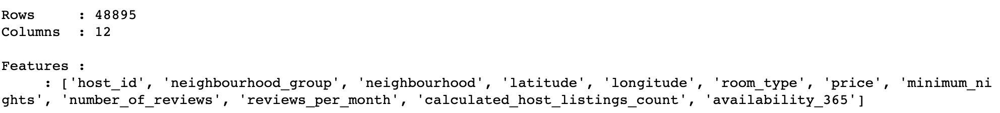 Rows     : 48895
Columns  : 12
Features :
     : ['host_id', 'neighbourhood_group', 'neighbourhood', 'latitude', 'longitude', 'room_type', 'price', 'minimum_ni
ghts', 'number_of_reviews', 'reviews_per_month', 'calculated_host_listings_count', 'availability_365']